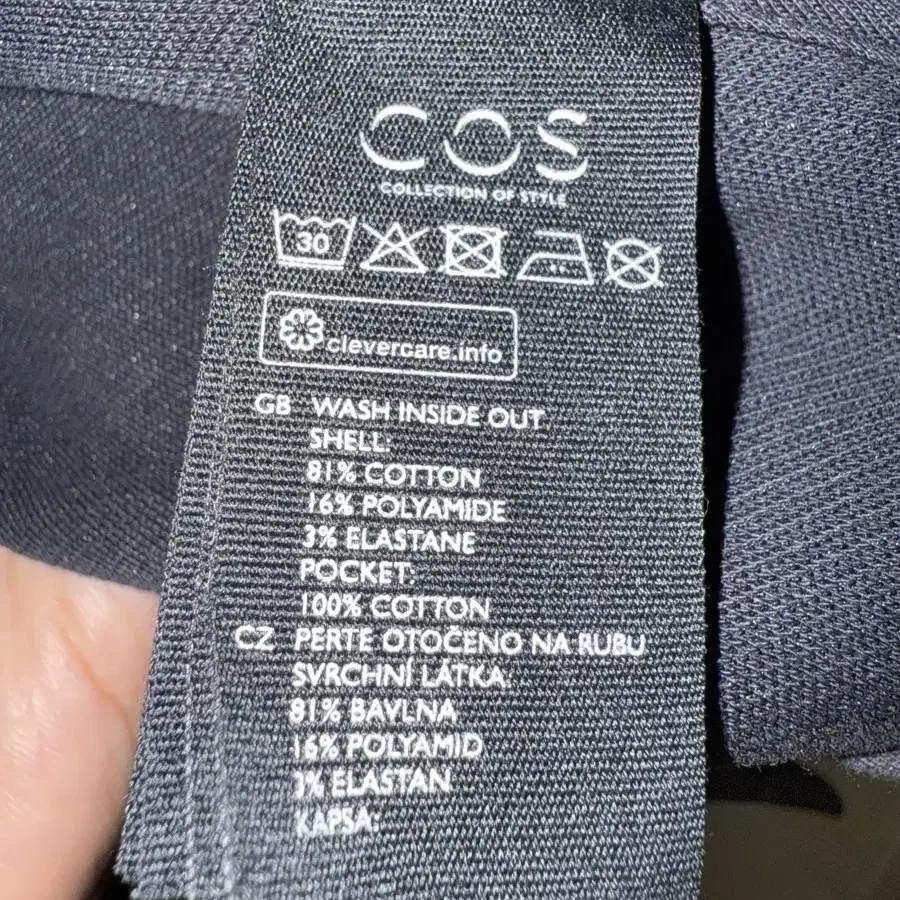 COS
COLLECTION OF STYLE
30
clevercare.info
GB WASH INSIDE OUT
SHELL:
81% COTTON
16% POLYAMIDE
3% ELASTANE
POCKET:
100% COTTON
CZ PERTE OTOČENO NA RUBU
SVRCHNÍ LÁTKA:
81% BAVLNA
16% POLYAMID
3% ELASTAN
KAPSA: